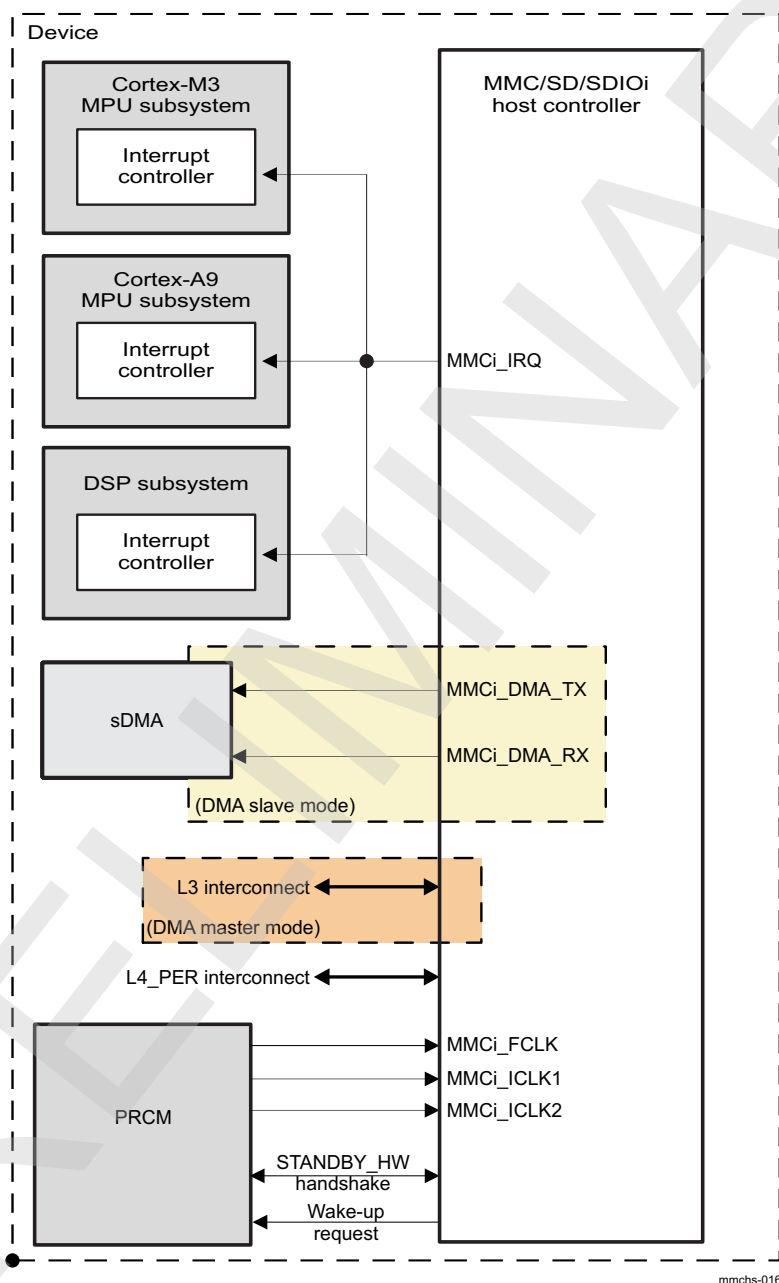 Device
Cortex-M3
MPU subsystem
Interrupt
controller
MMC/SD/SDIOi
host controller
Cortex-A9
MPU subsystem
Interrupt
controller
MMCi_IRQ
DSP subsystem
Interrupt
controller
sDMA
MMCi_DMA_TX
MMCi_DMA_RX
(DMA slave mode)
L3 interconnect
(DMA master mode)
L4_PER interconnect
PRCM
MMCi_FCLK
MMCi_ICLK1
MMCi_ICLK2
STANDBY_HW
handshake
Wake-up
request
mmchs-016